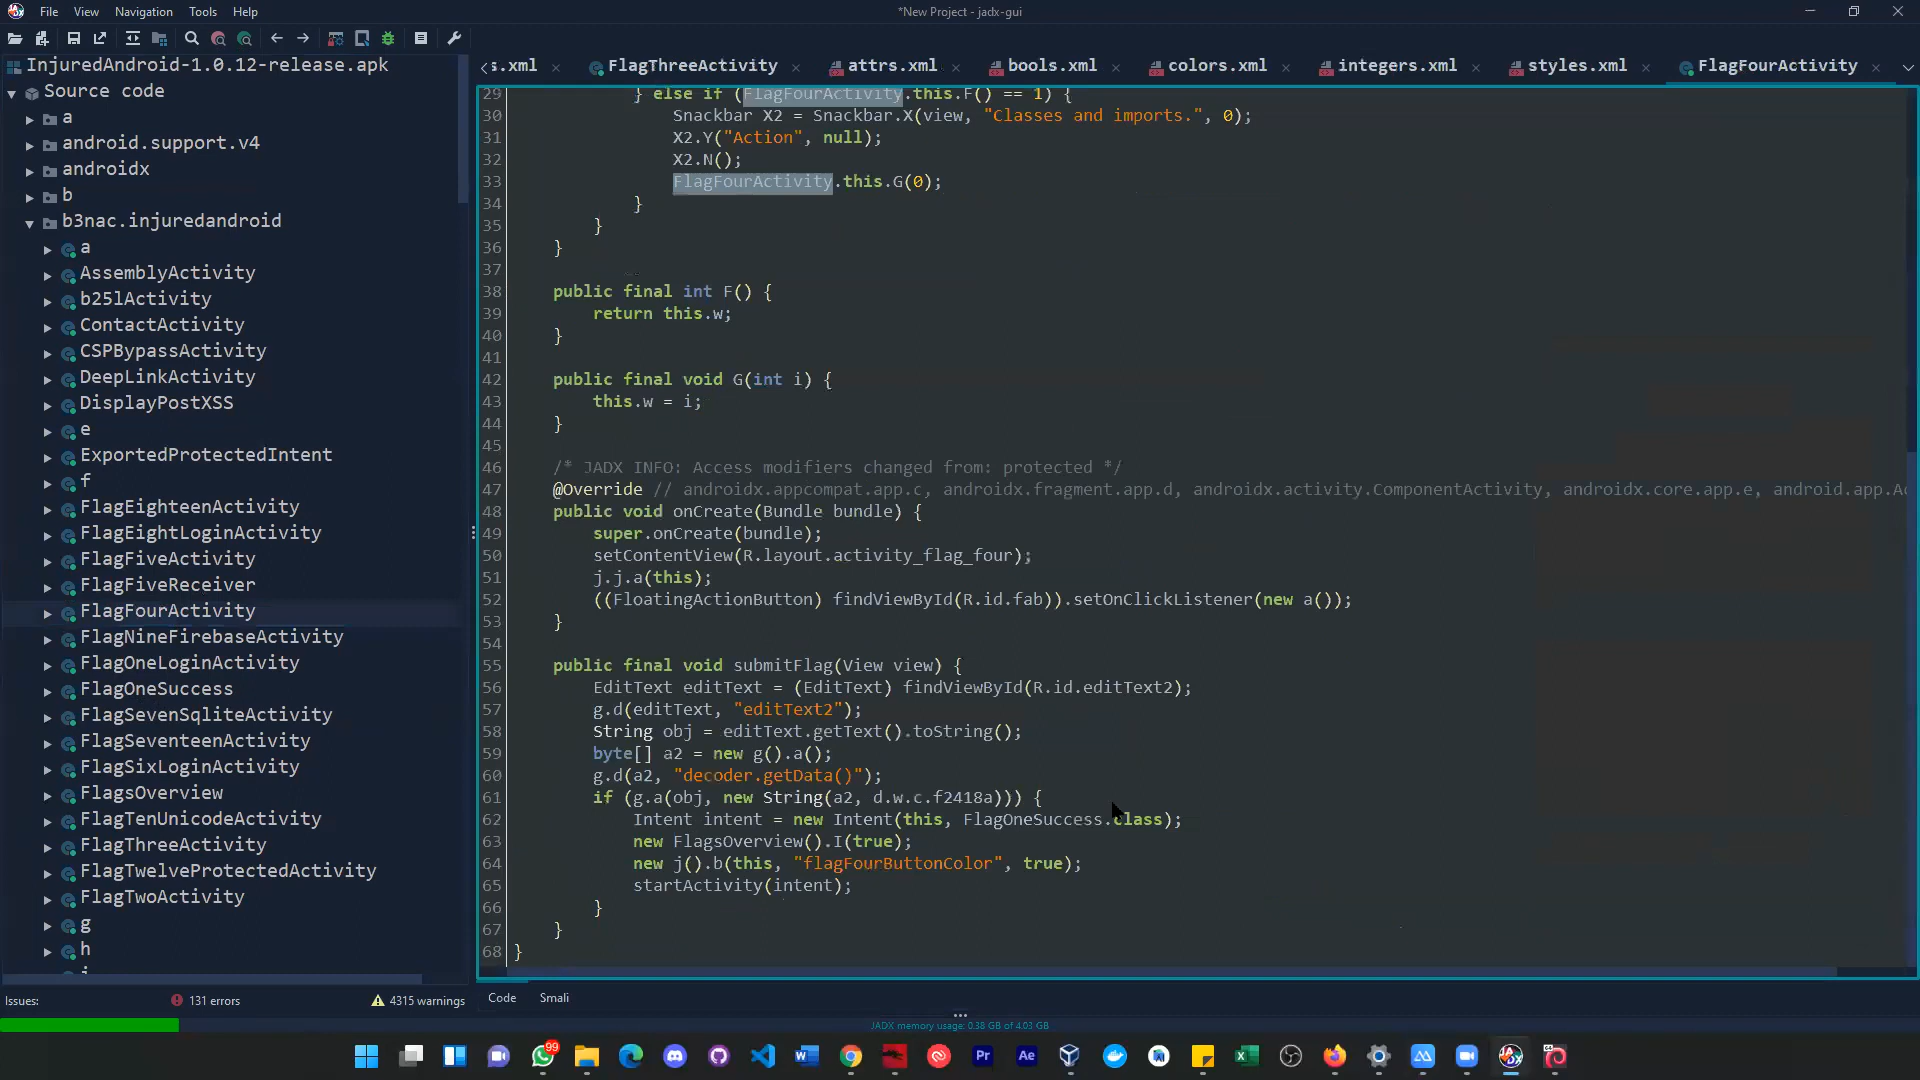 File View Navigation Tools Help
*New Project - jadx-gui
InjuredAndroid-1.0.12-release.apk
Source code
a
android.support.v4
androidx
b
b3nac.injuredandroid
a
AssemblyActivity
b25lActivity
ContactActivity
CSPBypassActivity
DeepLinkActivity
DisplayPostXSS
e
ExportedProtectedIntent
f
FlagEighteenActivity
FlagEightLoginActivity
FlagFiveActivity
FlagFiveReceiver
FlagFourActivity
FlagNineFirebaseActivity
FlagOneLoginActivity
FlagOneSuccess
FlagSevenSqliteActivity
FlagSeventeenActivity
FlagSixLoginActivity
FlagsOverview
FlagTenUnicodeActivity
FlagThreeActivity
FlagTwelveProtectedActivity
FlagTwoActivity
g
h
s.xml FlagThreeActivity attrs.xml bools.xml colors.xml integers.xml styles.xml FlagFourActivity
29 } else if (FlagFourActivity.this.F() == 1) {
30 Snackbar X2 = Snackbar.X(view, "Classes and imports.", 0);
31 X2.Y("Action", null);
32 X2.N();
33 FlagFourActivity.this.G(0);
34 }
35 }
36 }
37
38 public final int F() {
39 return this.w;
40 }
41
42 public final void G(int i) {
43 this.w = i;
44 }
45
46 /* JADX INFO: Access modifiers changed from: protected */
47 @Override // androidx.appcompat.app.c, androidx.fragment.app.d, androidx.activity.ComponentActivity, androidx.core.app.e, android.app.Ac
48 public void onCreate(Bundle bundle) {
49 super.onCreate(bundle);
50 setContentView(R.layout.activity_flag_four);
51 j.j.a(this);
52 ((FloatingActionButton) findViewById(R.id.fab)).setOnClickListener(new a());
53 }
54
55 public final void submitFlag(View view) {
56 EditText editText = (EditText) findViewById(R.id.editText2);
57 g.d(editText, "editText2");
58 String obj = editText.getText().toString();
59 byte[] a2 = new g().a();
60 g.d(a2, "decoder.getData()");
61 if (g.a(obj, new String(a2, d.w.c.f2418a))) {
62 Intent intent = new Intent(this, FlagOneSuccess.class);
63 new FlagsOverview().I(true);
64 new j().b(this, "flagFourButtonColor", true);
65 startActivity(intent);
66 }
67 }
68 }
Issues: 131 errors 4315 warnings
Code Smali
JADX memory usage: 0.38 GB of 4.03 GB
99